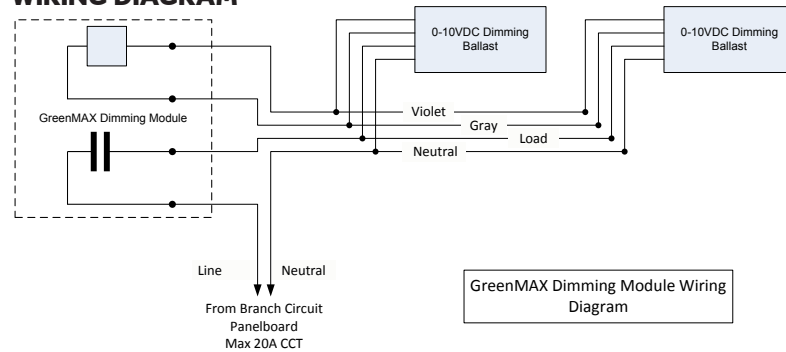 WIRING DIAGRAM
0-10VDC Dimming
Ballast
0-10VDC Dimming
Ballast
GreenMAX Dimming Module
Violet
Gray
Load
Neutral
Line
Neutral
From Branch Circuit
Panelboard
Max 20A CCT
GreenMAX Dimming Module Wiring
Diagram